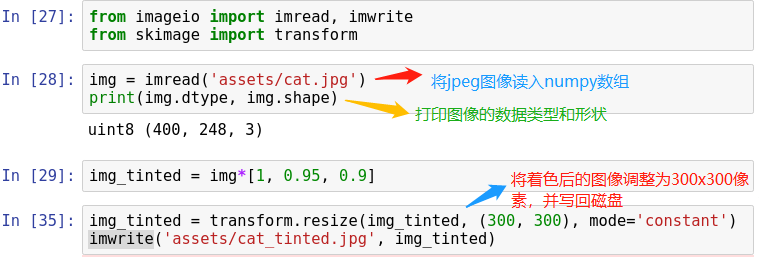 In [27]: from imageio import imread, imwrite
from skimage import transform
In [28]: img = imread('assets/cat.jpg') 将jpeg图像读入numpy数组
print(img.dtype, img.shape) 打印图像的数据类型和形状
uint8 (400, 248, 3)
In [29]: img_tinted = img*[1, 0.95, 0.9]
将着色后的图像调整为300x300像
素，并写回磁盘
In [35]: img_tinted = transform.resize(img_tinted, (300, 300), mode='constant')
imwrite('assets/cat_tinted.jpg', img_tinted)